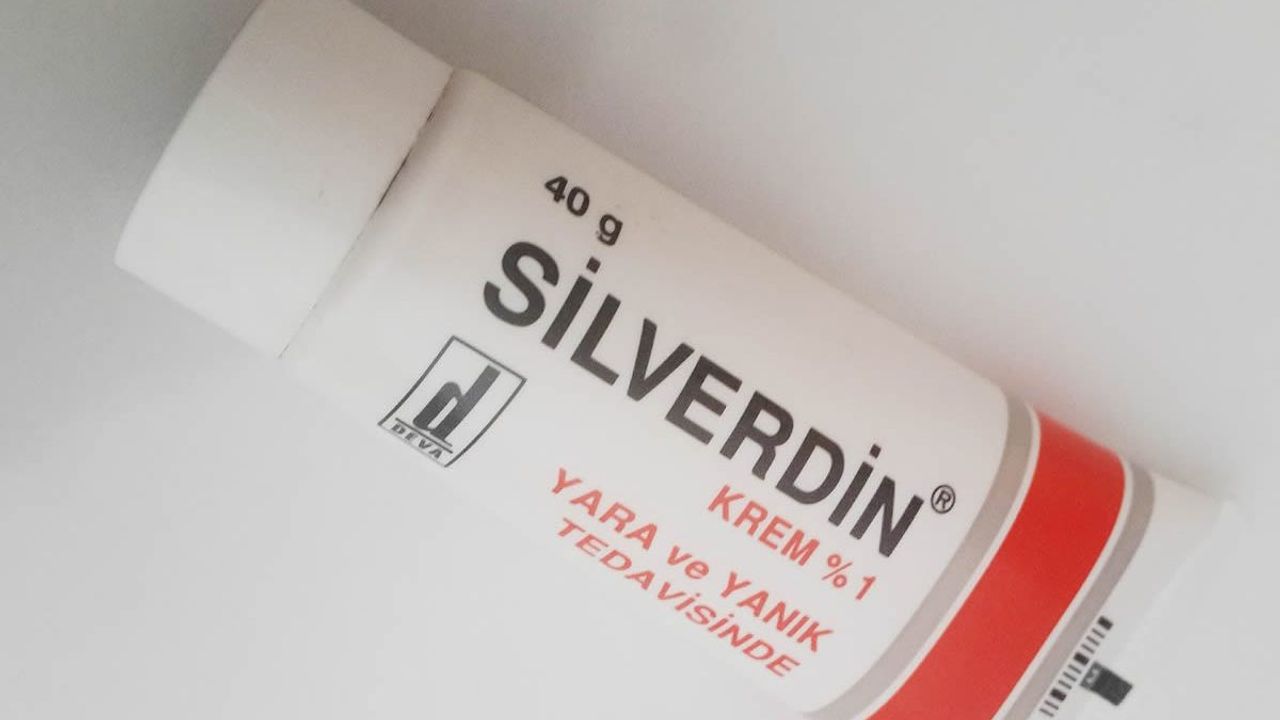 40 g
SİLVERDİN®
KREM %1
d
DEVA
YARA ve YANIK
TEDAVİSİNDE